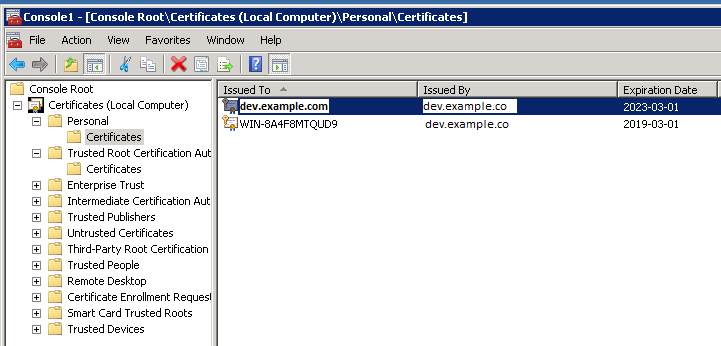 Console1 - [Console Root\Certificates (Local Computer)\Personal\Certificates]
File Action View Favorites Window Help
Console Root
Certificates (Local Computer)
Personal
Certificates
Trusted Root Certification Aut
Certificates
Enterprise Trust
Intermediate Certification Aut
Trusted Publishers
Untrusted Certificates
Third-Party Root Certification
Trusted People
Remote Desktop
Certificate Enrollment Request
Smart Card Trusted Roots
Trusted Devices
Issued To Issued By Expiration Date
dev.example.com dev.example.co 2023-03-01
WIN-8A4F8MTQUD9 dev.example.co 2019-03-01